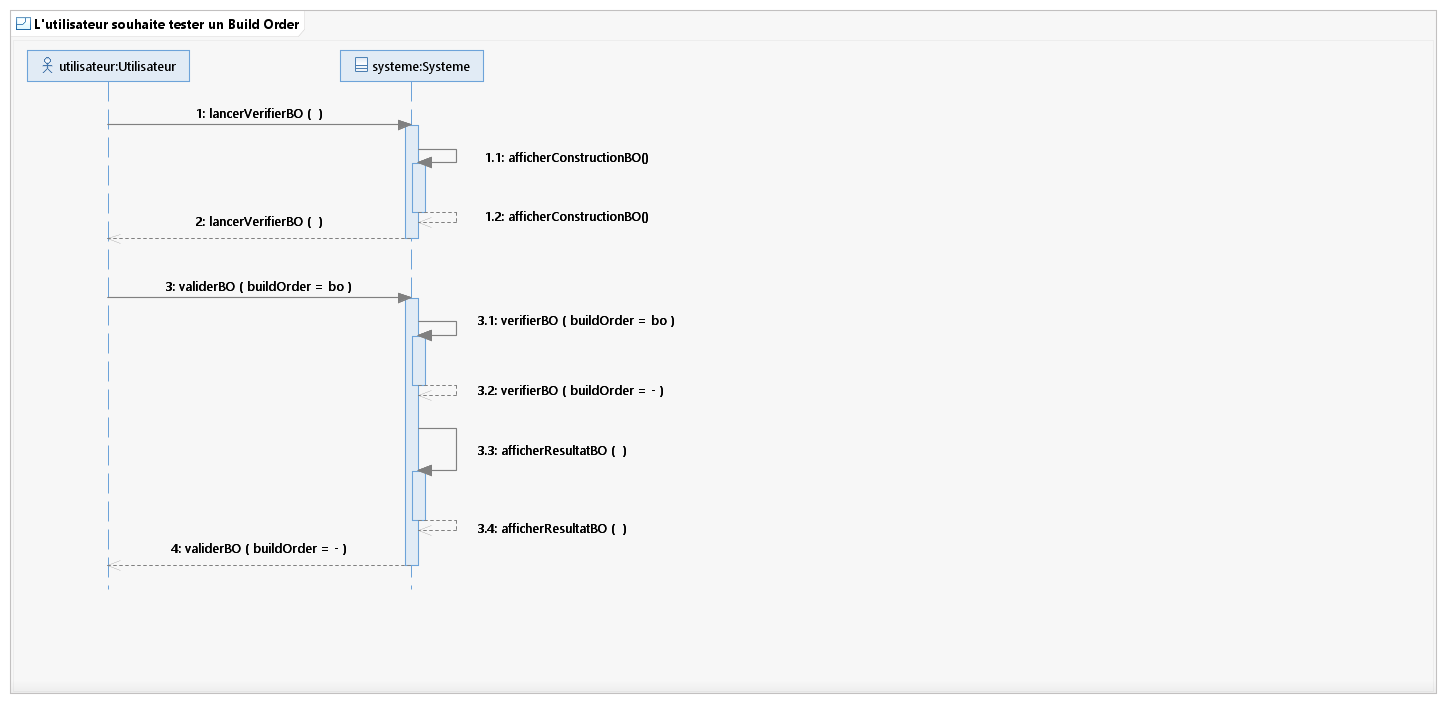 L'utilisateur souhaite tester un Build Order
utilisateur:Utilisateur
systeme:Systeme
1: lancerVerifierBO (  )
1.1: afficherConstructionBO()
1.2: afficherConstructionBO()
2: lancerVerifierBO (  )
3: validerBO ( buildOrder = bo )
3.1: verifierBO ( buildOrder = bo )
3.2: verifierBO ( buildOrder = - )
3.3: afficherResultatBO (  )
3.4: afficherResultatBO (  )
4: validerBO ( buildOrder = - )